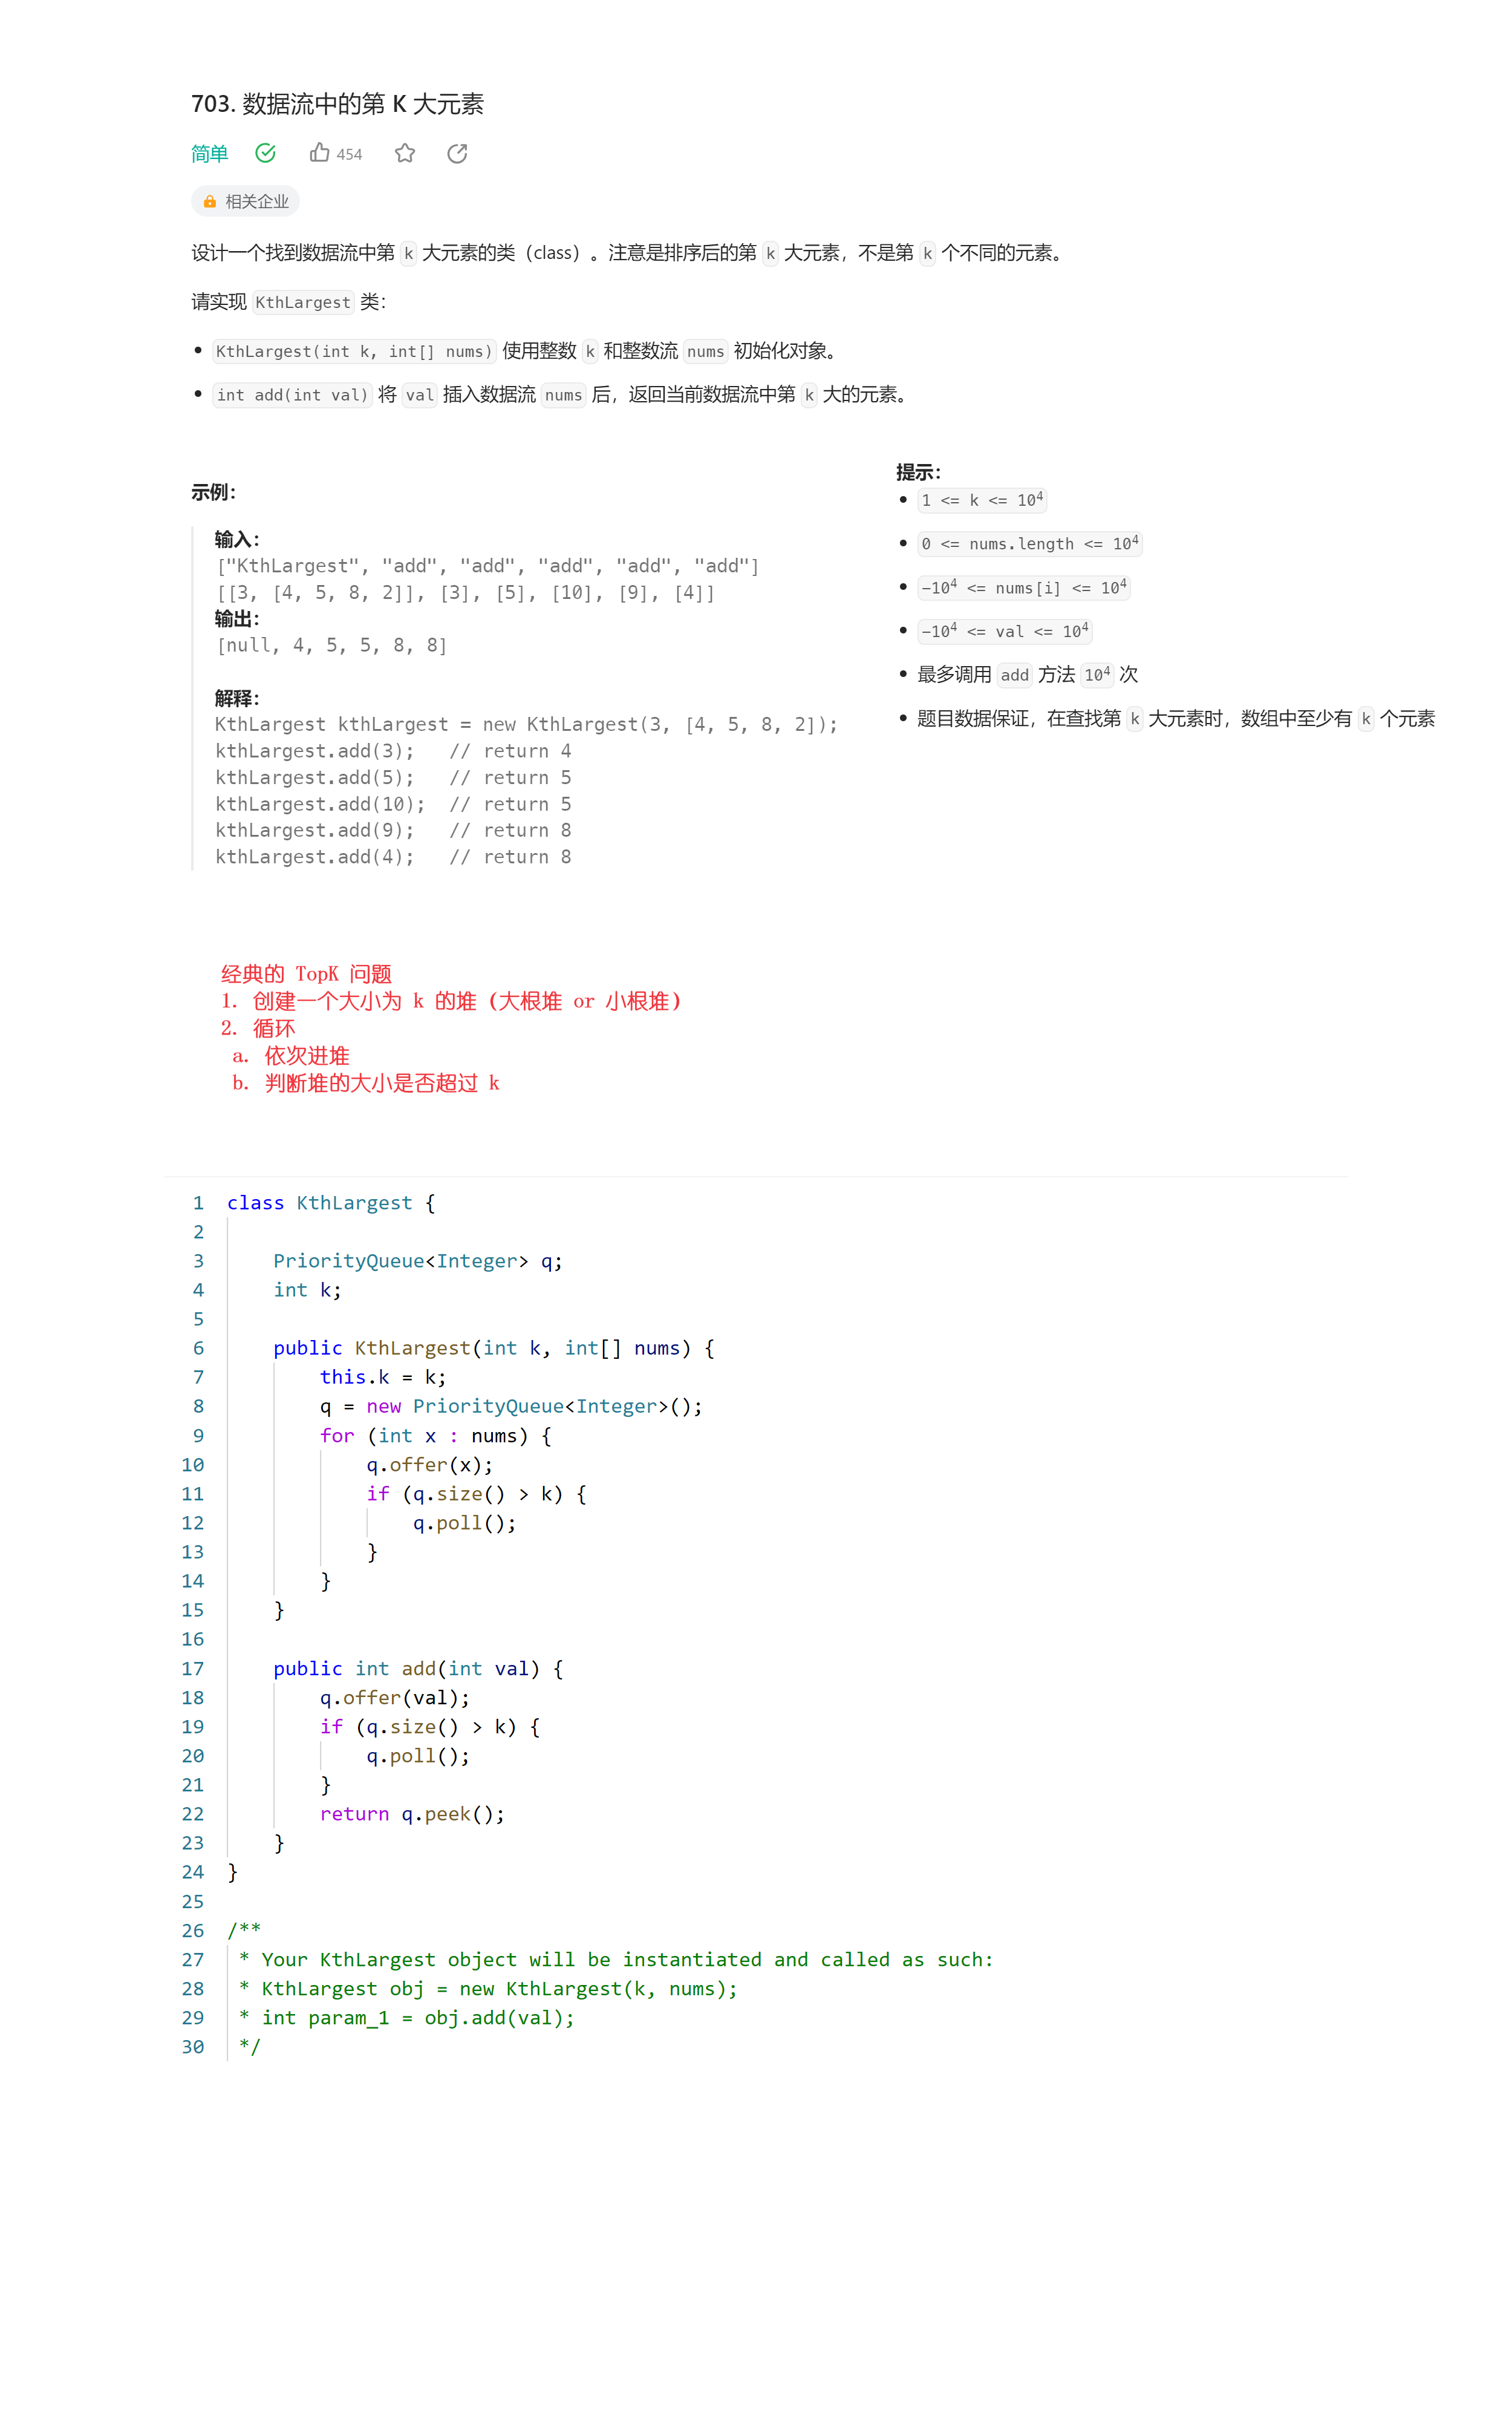 703. 数据流中的第 K 大元素
简单 454
相关企业
设计一个找到数据流中第 k 大元素的类（class）。注意是排序后的第 k 大元素，不是第 k 个不同的元素。
请实现 KthLargest 类：
• KthLargest(int k, int[] nums) 使用整数 k 和整数流 nums 初始化对象。
• int add(int val) 将 val 插入数据流 nums 后，返回当前数据流中第 k 大的元素。
示例：
输入：
["KthLargest", "add", "add", "add", "add", "add"]
[[3, [4, 5, 8, 2]], [3], [5], [10], [9], [4]]
输出：
[null, 4, 5, 5, 8, 8]
解释：
KthLargest kthLargest = new KthLargest(3, [4, 5, 8, 2]);
kthLargest.add(3);   // return 4
kthLargest.add(5);   // return 5
kthLargest.add(10);  // return 5
kthLargest.add(9);   // return 8
kthLargest.add(4);   // return 8
提示：
• 1 <= k <= 10⁴
• 0 <= nums.length <= 10⁴
• -10⁴ <= nums[i] <= 10⁴
• -10⁴ <= val <= 10⁴
• 最多调用 add 方法 10⁴ 次
• 题目数据保证，在查找第 k 大元素时，数组中至少有 k 个元素
经典的 TopK 问题
1. 创建一个大小为 k 的堆（大根堆 or 小根堆）
2. 循环
a. 依次进堆
b. 判断堆的大小是否超过 k
1 class KthLargest {
2
3     PriorityQueue<Integer> q;
4     int k;
5
6     public KthLargest(int k, int[] nums) {
7         this.k = k;
8         q = new PriorityQueue<Integer>();
9         for (int x : nums) {
10             q.offer(x);
11             if (q.size() > k) {
12                 q.poll();
13             }
14         }
15     }
16
17     public int add(int val) {
18         q.offer(val);
19         if (q.size() > k) {
20             q.poll();
21         }
22         return q.peek();
23     }
24 }
25
26 /**
27  * Your KthLargest object will be instantiated and called as such:
28  * KthLargest obj = new KthLargest(k, nums);
29  * int param_1 = obj.add(val);
30  */